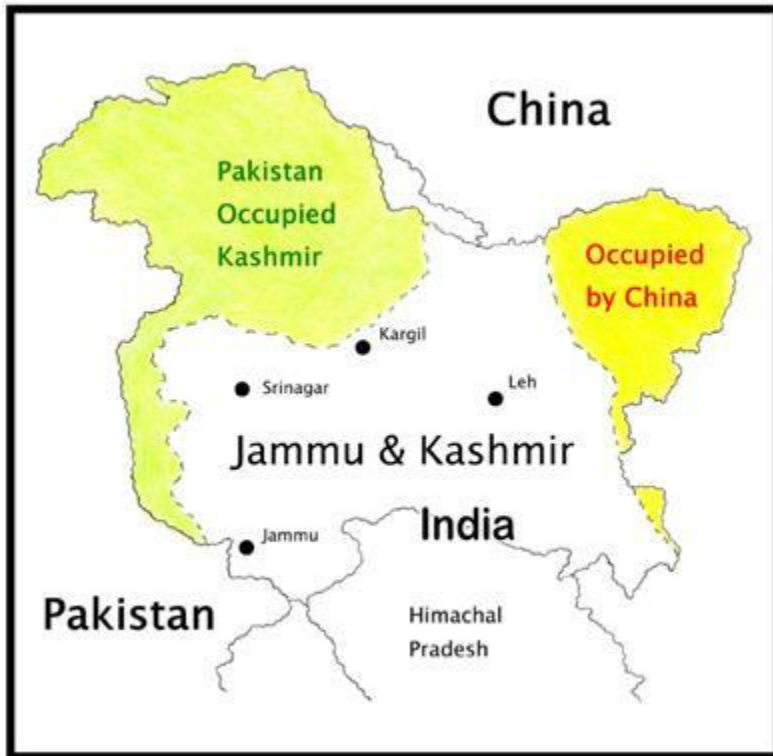 China
Pakistan
Occupied
Kashmir
Occupied
by China
Kargil
Srinagar
Leh
Jammu & Kashmir
India
Jammu
Pakistan
Himachal
Pradesh